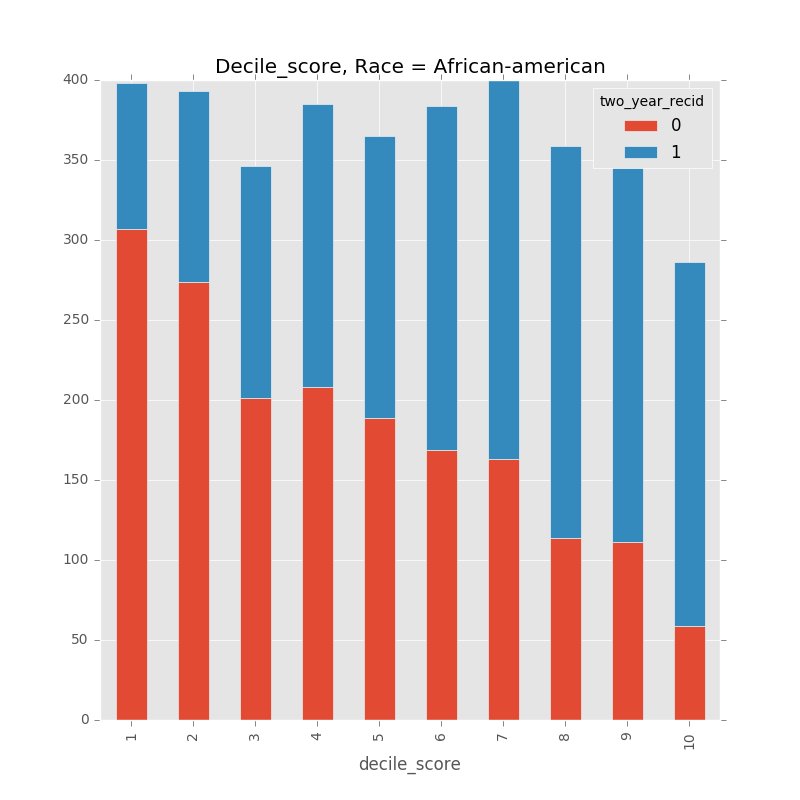 Decile_score, Race = African-american
two_year_recid
0
1
400
350
300
250
200
150
100
50
0
1 2 3 4 5 6 7 8 9 10
decile_score